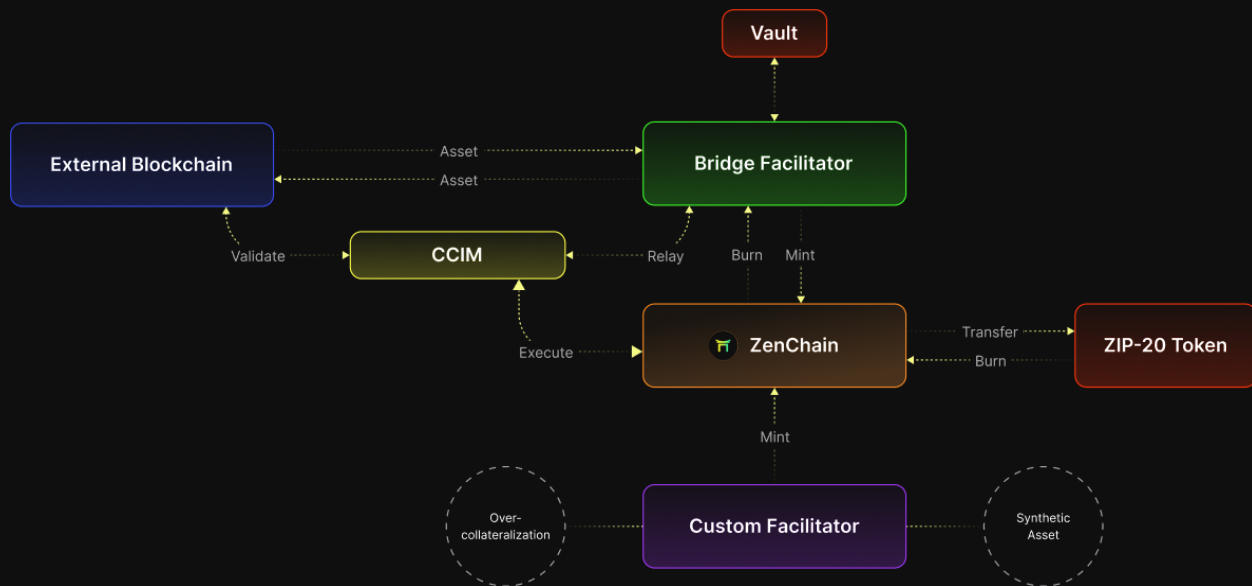 Vault
External Blockchain
Asset
Asset
Bridge Facilitator
Validate
CCIM
Relay
Burn
Mint
Execute
ZenChain
Transfer
Burn
ZIP-20 Token
Mint
Over-
collateralization
Custom Facilitator
Synthetic
Asset